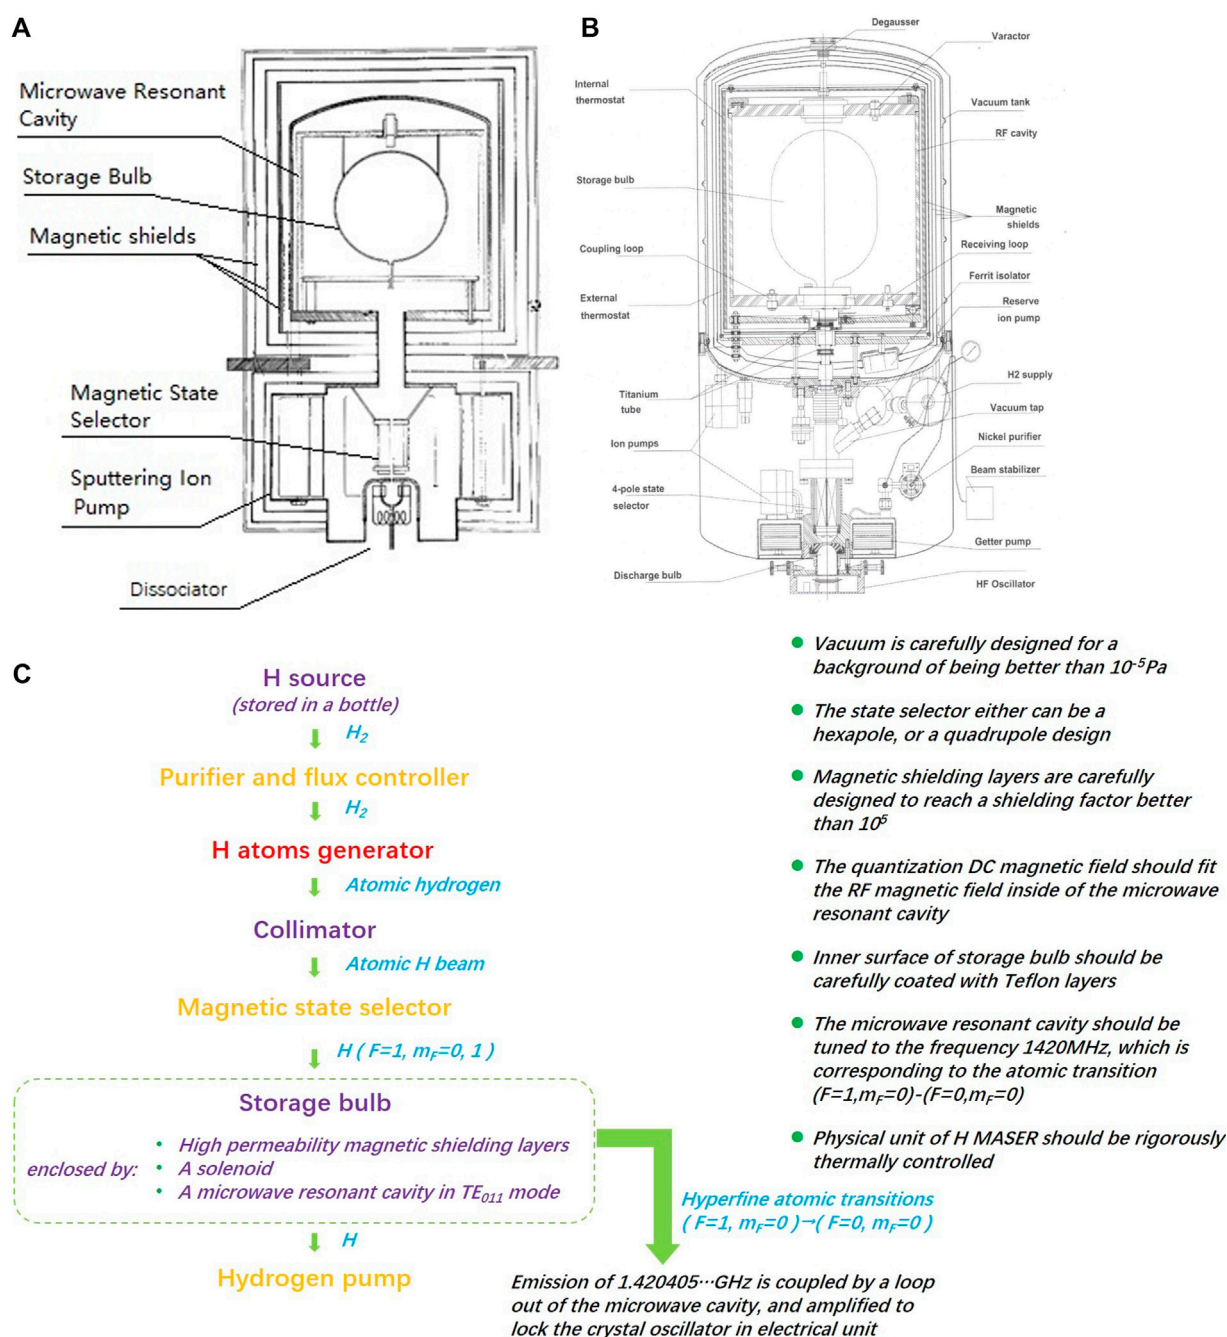 A
Microwave Resonant
Cavity
Storage Bulb
Magnetic shields
Magnetic State
Selector
Sputtering Ion
Pump
Dissociator
B
Degausser
Varactor
Internal
thermostat
Vacuum tank
RF cavity
Storage bulb
Magnetic
shields
Coupling loop
Receiving loop
Ferrit isolator
External
thermostat
Reserve
ion pump
Titanium
tube
H2 supply
Vacuum tap
Ion pumps
Nickel purifier
Beam stabilizer
4-pole state
selector
Getter pump
Discharge bulb
HF Oscillator
C
H source
(stored in a bottle)
H₂
Purifier and flux controller
H₂
H atoms generator
Atomic hydrogen
Collimator
Atomic H beam
Magnetic state selector
H ( F=1, mF=0, 1 )
Storage bulb
enclosed by:
• High permeability magnetic shielding layers
• A solenoid
• A microwave resonant cavity in TE₀₁₁ mode
H
Hydrogen pump
Hyperfine atomic transitions
( F=1, mF=0 )→( F=0, mF=0 )
Emission of 1.420405···GHz is coupled by a loop
out of the microwave cavity, and amplified to
lock the crystal oscillator in electrical unit
● Vacuum is carefully designed for a
background of being better than 10⁻⁵Pa
● The state selector either can be a
hexapole, or a quadrupole design
● Magnetic shielding layers are carefully
designed to reach a shielding factor better
than 10⁵
● The quantization DC magnetic field should fit
the RF magnetic field inside of the microwave
resonant cavity
● Inner surface of storage bulb should be
carefully coated with Teflon layers
● The microwave resonant cavity should be
tuned to the frequency 1420MHz, which is
corresponding to the atomic transition
(F=1,mF=0)-(F=0,mF=0)
● Physical unit of H MASER should be rigorously
thermally controlled